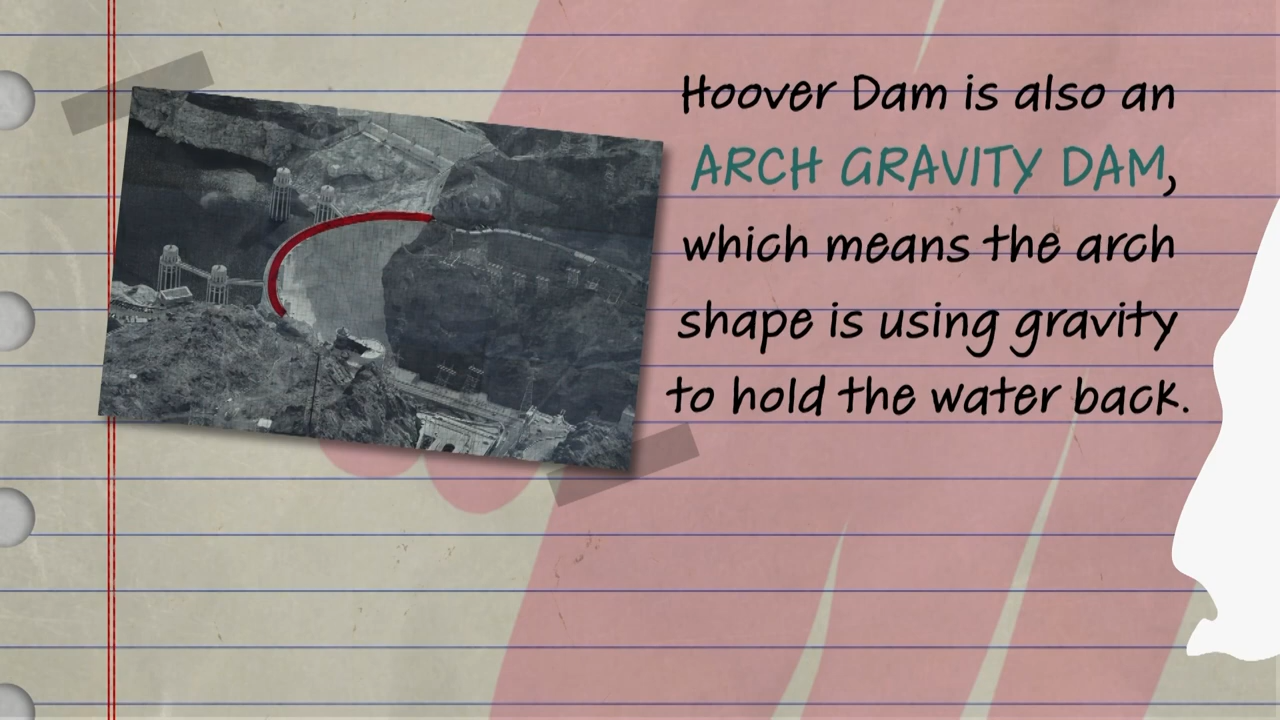 Hoover Dam is also an
ARCH GRAVITY DAM,
which means the arch
shape is using gravity
to hold the water back.